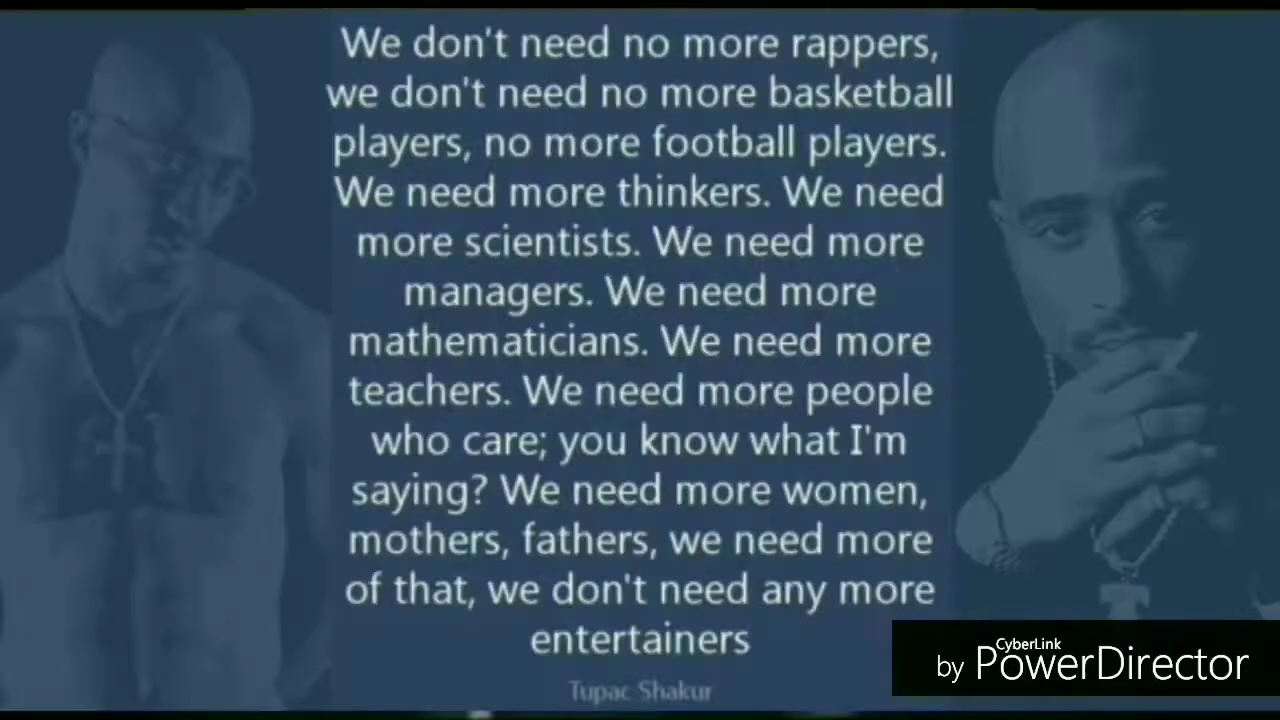 We don't need no more rappers,
we don't need no more basketball
players, no more football players.
We need more thinkers. We need
more scientists. We need more
managers. We need more
mathematicians. We need more
teachers. We need more people
who care; you know what I'm
saying? We need more women,
mothers, fathers, we need more
of that, we don't need any more
entertainers
Tupac Shakur
CyberLink
by PowerDirector